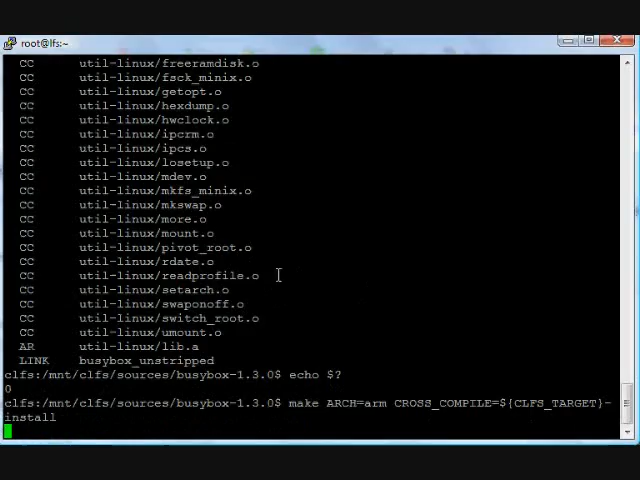 root@lfs:~
CC util-linux/freeramdisk.o
CC util-linux/fsck_minix.o
CC util-linux/getopt.o
CC util-linux/hexdump.o
CC util-linux/hwclock.o
CC util-linux/ipcrm.o
CC util-linux/ipcs.o
CC util-linux/losetup.o
CC util-linux/mdev.o
CC util-linux/mkfs_minix.o
CC util-linux/mkswap.o
CC util-linux/more.o
CC util-linux/mount.o
CC util-linux/pivot_root.o
CC util-linux/rdate.o
CC util-linux/readprofile.o
CC util-linux/setarch.o
CC util-linux/swaponoff.o
CC util-linux/switch_root.o
CC util-linux/umount.o
AR util-linux/lib.a
LINK busybox_unstripped
clfs:/mnt/clfs/sources/busybox-1.3.0$ echo $?
0
clfs:/mnt/clfs/sources/busybox-1.3.0$ make ARCH=arm CROSS_COMPILE=${CLFS_TARGET}-
install